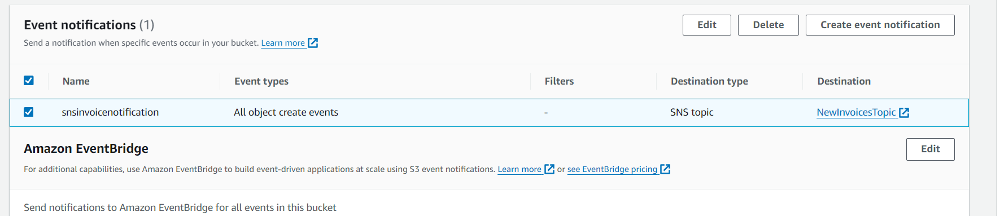 Event notifications (1)
Edit
Delete
Create event notification
Send a notification when specific events occur in your bucket. Learn more
Name Event types Filters Destination type Destination
snsinvoicenotification All object create events - SNS topic NewInvoicesTopic
Amazon EventBridge
Edit
For additional capabilities, use Amazon EventBridge to build event-driven applications at scale using S3 event notifications. Learn more or see EventBridge pricing
Send notifications to Amazon EventBridge for all events in this bucket